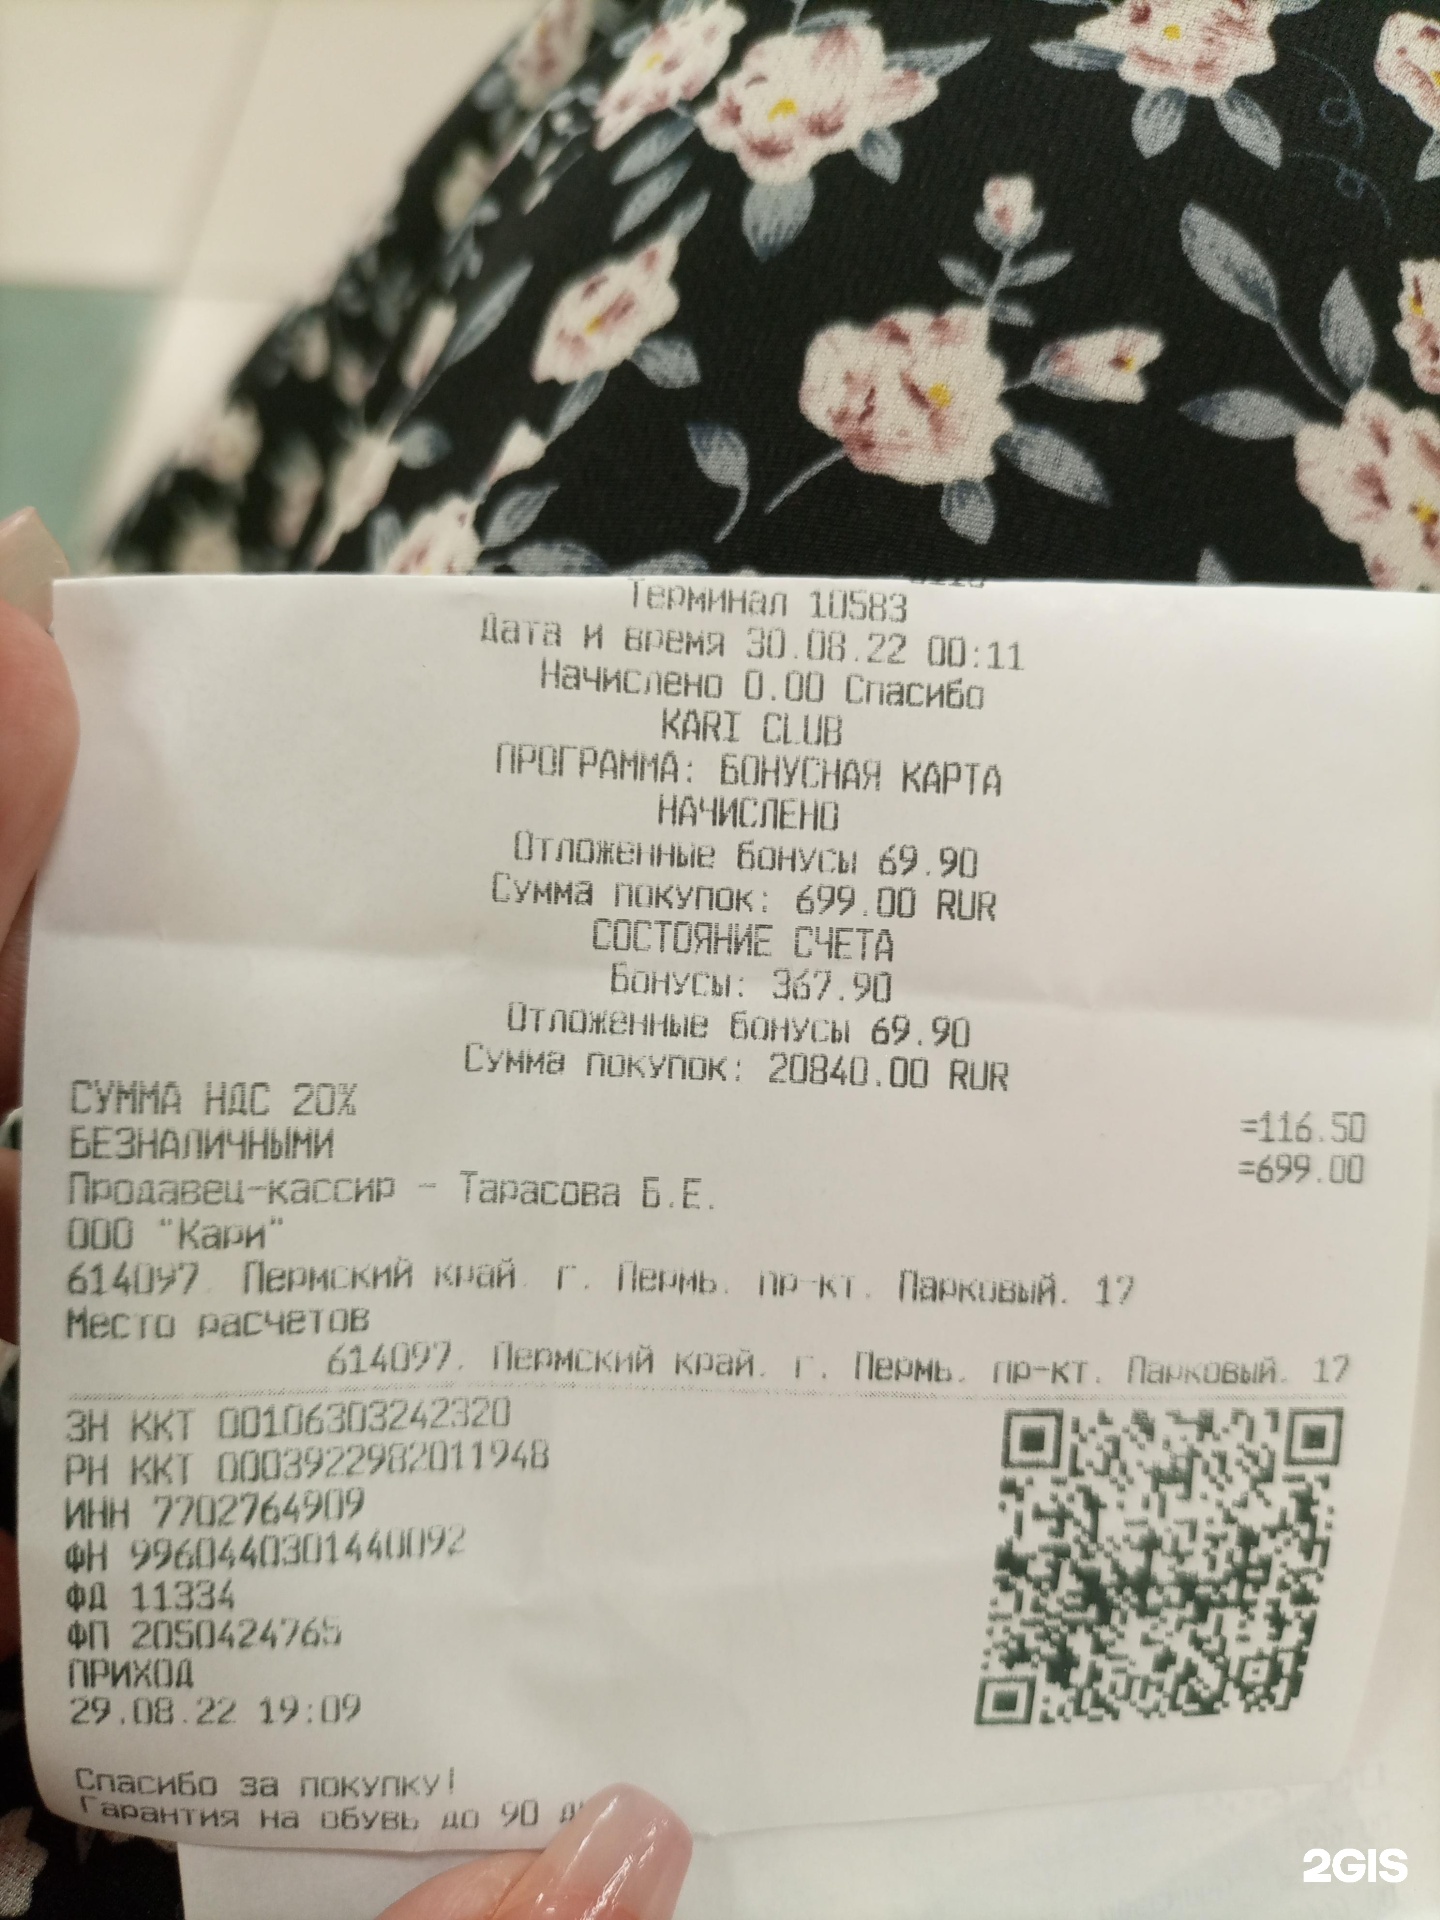 Терминал 10583
Дата и время 30.08.22 00:11
Начислено 0.00 Спасибо
KARI CLUB
ПРОГРАММА: БОНУСНАЯ КАРТА
НАЧИСЛЕНО
Отложенные бонусы 69.90
Сумма покупок: 699.00 RUR
СОСТОЯНИЕ СЧЕТА
Бонусы: 367.90
Отложенные бонусы 69.90
Сумма покупок: 20840.00 RUR
СУММА НДС 20% =116.50
БЕЗНАЛИЧНЫМИ =699.00
Продавец-кассир - Тарасова Б.Е.
ООО "Кари"
614097. Пермский край. г. Пермь. пр-кт. Парковый. 17
Место расчетов
614097. Пермский край. г. Пермь. пр-кт. Парковый. 17
ЗН ККТ 00106303242320
РН ККТ 0003922982011948
ИНН 7702764909
ФН 9960440301440092
ФД 11334
ФП 2050424765
ПРИХОД
29.08.22 19:09
Спасибо за покупку!
Гарантия на обувь до 90
2GIS